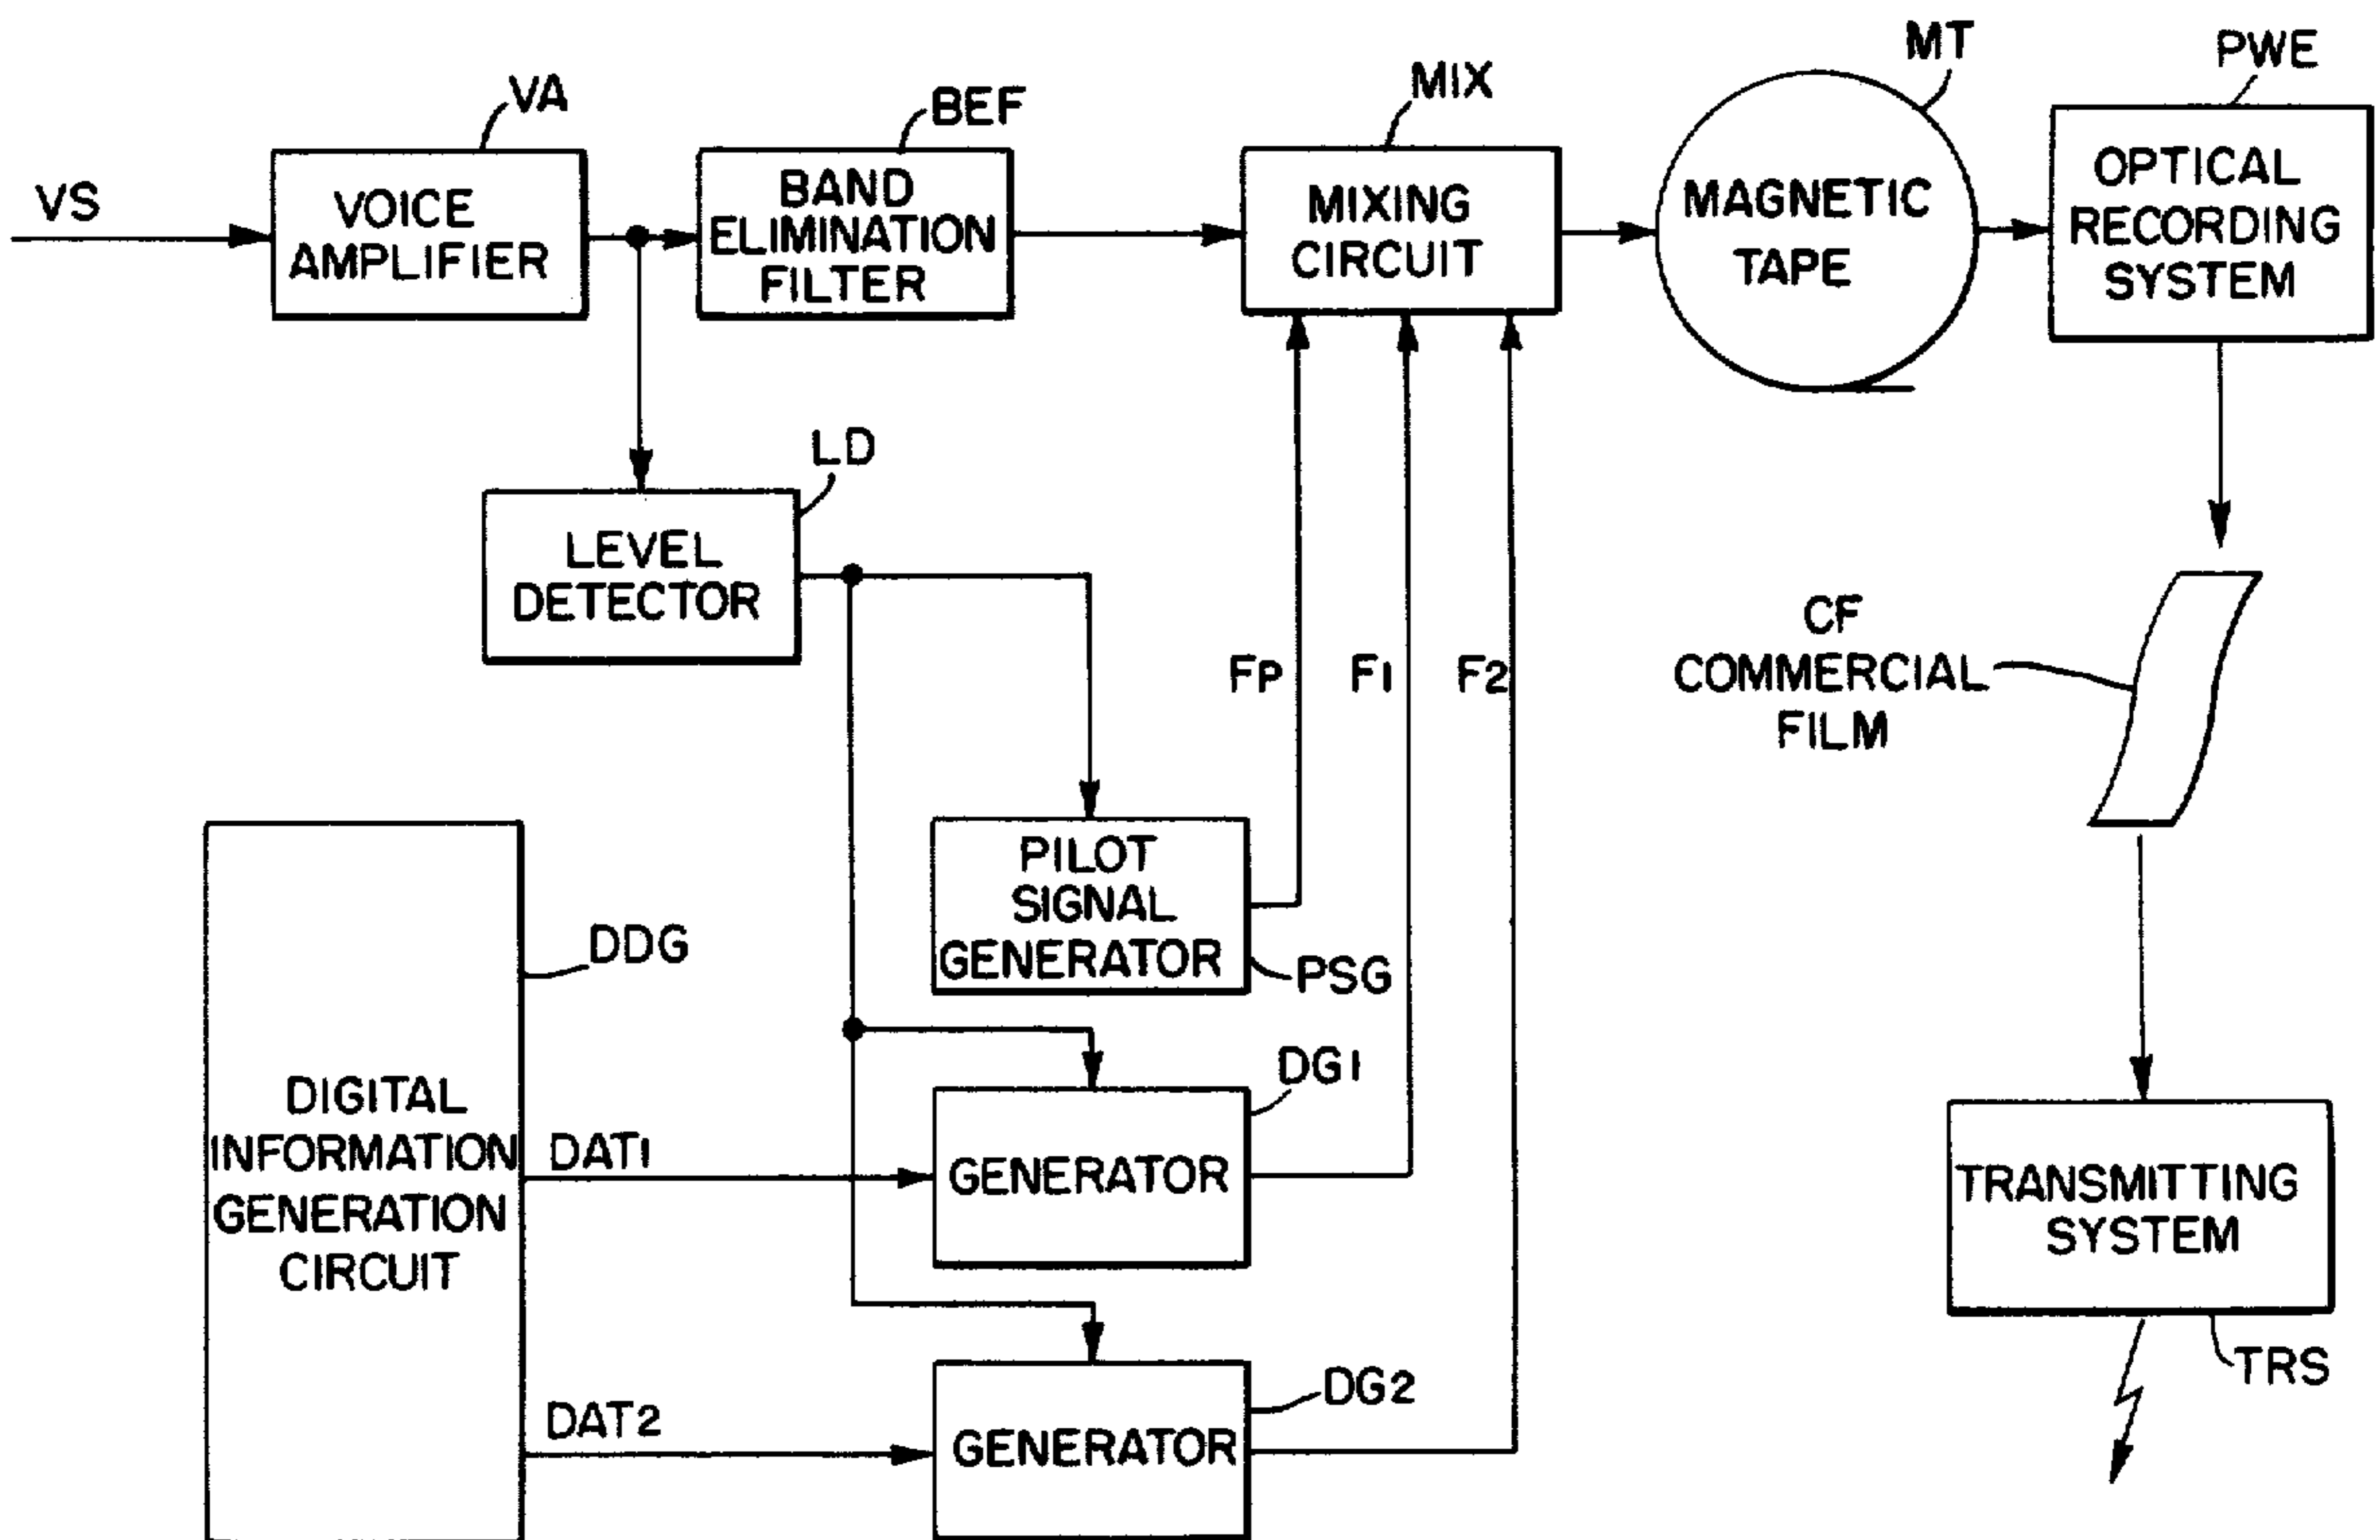 VS
VA
VOICE
AMPLIFIER
BEF
BAND
ELIMINATION
FILTER
MIX
MIXING
CIRCUIT
MT
MAGNETIC
TAPE
PWE
OPTICAL
RECORDING
SYSTEM
LD
LEVEL
DETECTOR
FP
F1
F2
CF
COMMERCIAL
FILM
PILOT
SIGNAL
GENERATOR
PSG
DDG
DIGITAL
INFORMATION
GENERATION
CIRCUIT
DAT1
DG1
GENERATOR
DAT2
DG2
GENERATOR
TRANSMITTING
SYSTEM
TRS